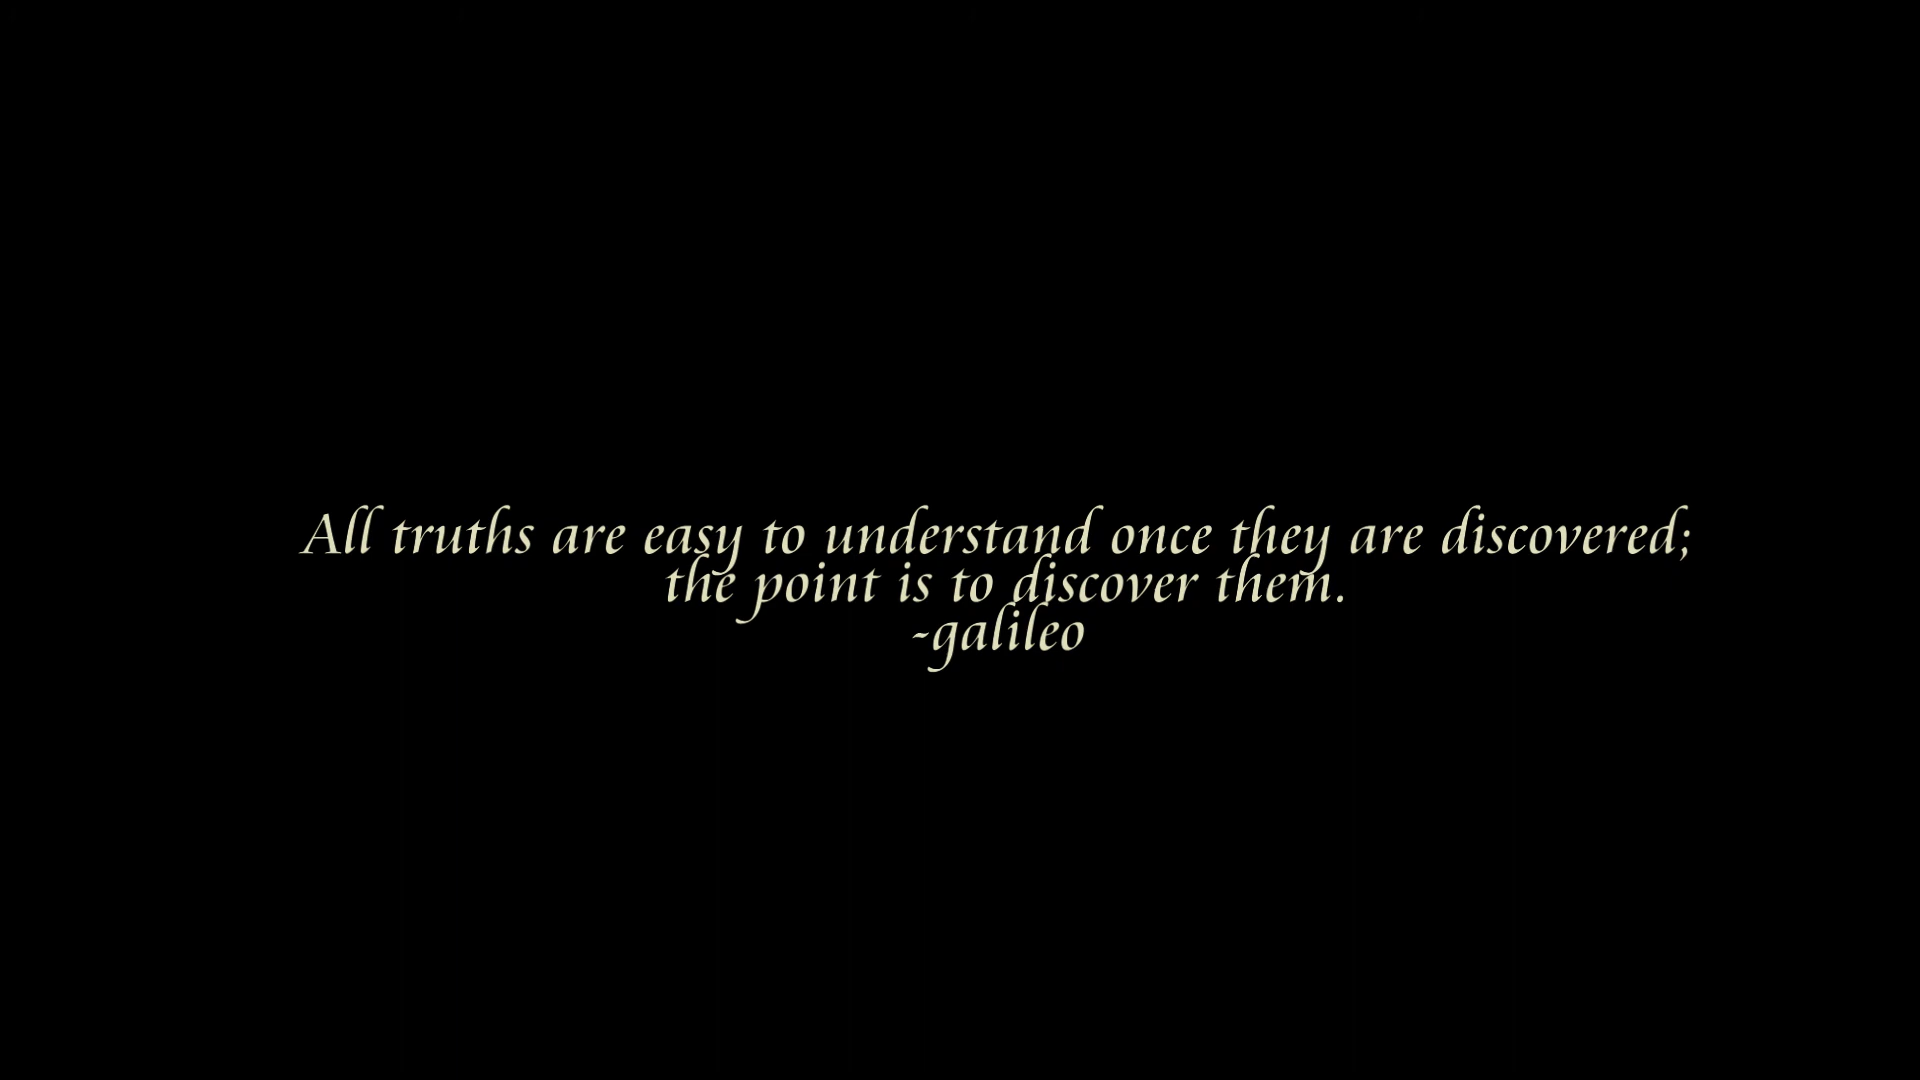 All truths are easy to understand once they are discovered;
the point is to discover them.
-galileo